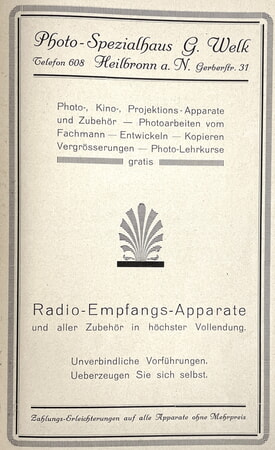 Photo-Spezialhaus G. Welk
Telefon 608 Heilbronn a. N. Gerberstr. 31
Photo-, Kino-, Projektions-Apparate
und Zubehör — Photoarbeiten vom
Fachmann — Entwickeln — Kopieren
Vergrösserungen — Photo-Lehrkurse
gratis
Radio-Empfangs-Apparate
und aller Zubehör in höchster Vollendung.
Unverbindliche Vorführungen.
Ueberzeugen Sie sich selbst.
Zahlungs-Erleichterungen auf alle Apparate ohne Mehrpreis